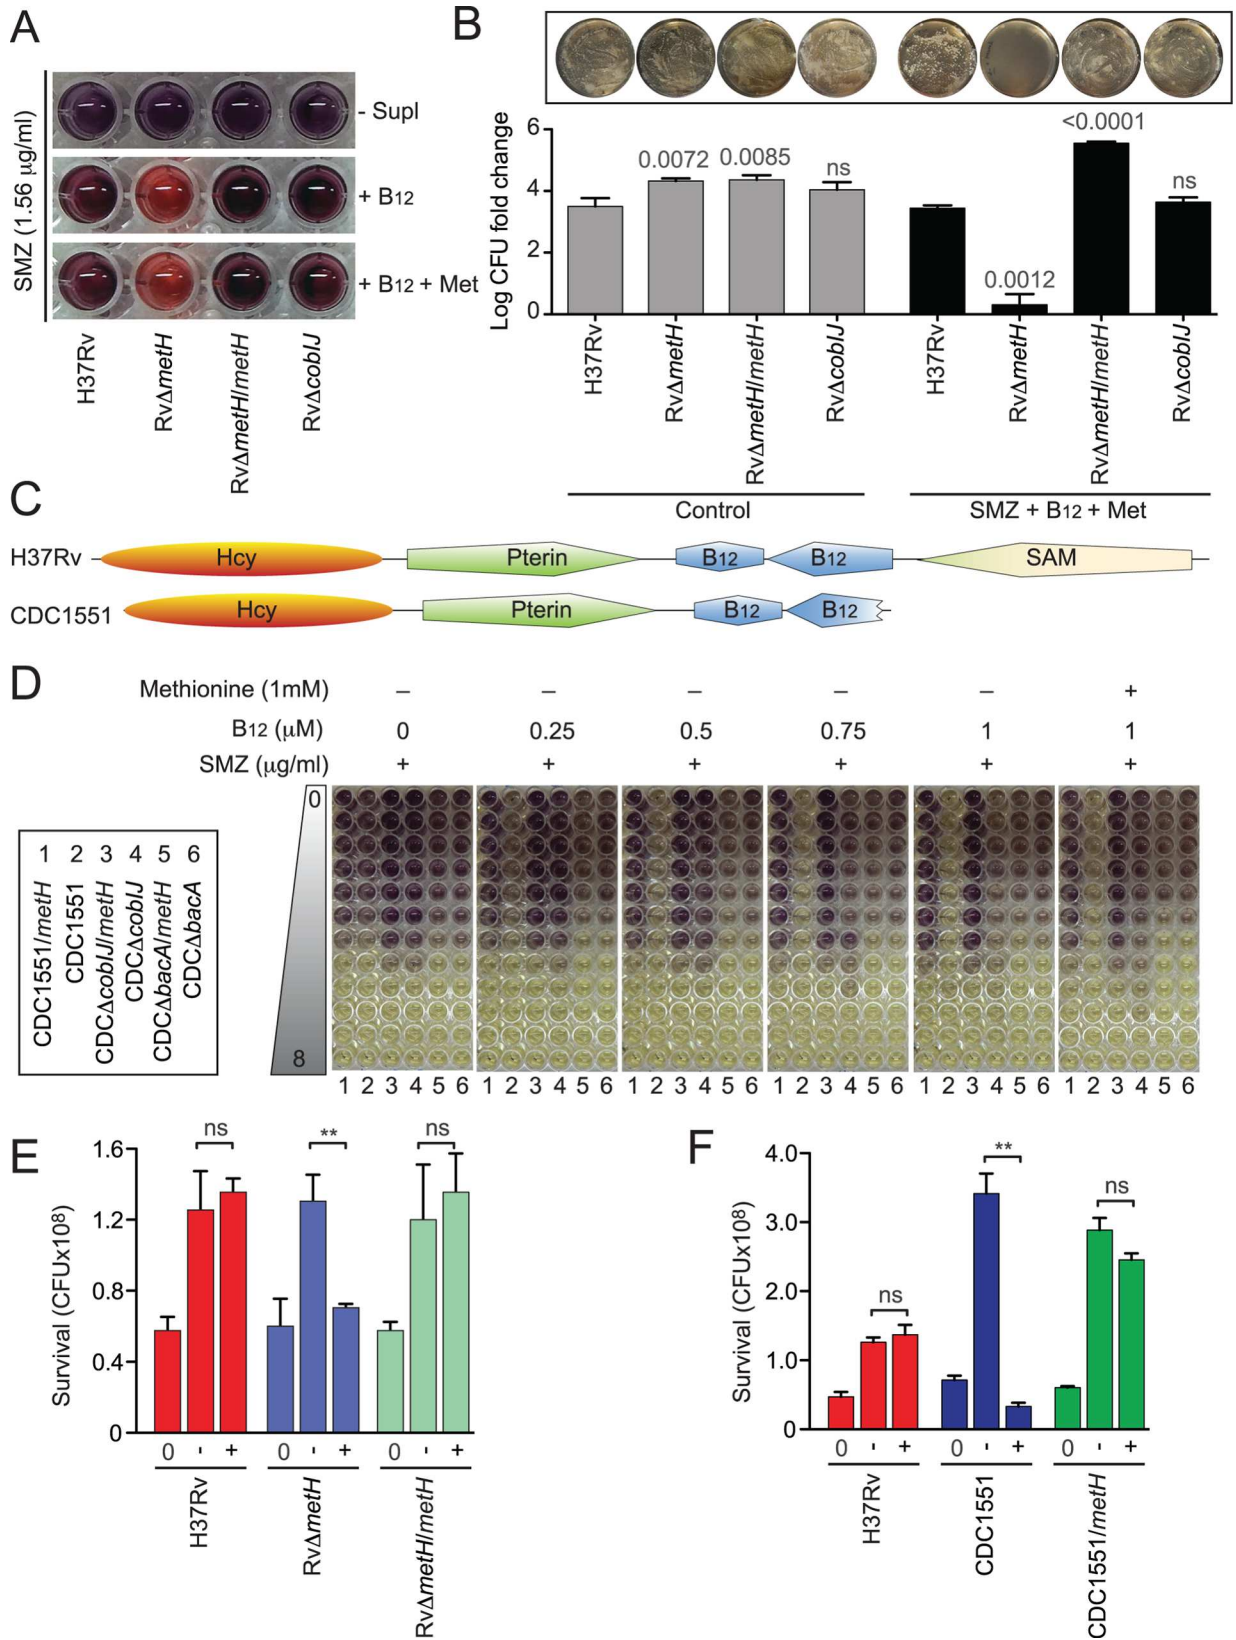 A
SMZ (1.56 μg/ml)
- Supl
+ B12
+ B12 + Met
H37Rv
RvΔmetH
RvΔmetH/metH
RvΔcobIJ
B
Log CFU fold change
6
4
2
0
0.0072
0.0085
ns
0.0012
<0.0001
ns
H37Rv
RvΔmetH
RvΔmetH/metH
RvΔcobIJ
H37Rv
RvΔmetH
RvΔmetH/metH
RvΔcobIJ
Control
SMZ + B12 + Met
C
H37Rv
Hcy
Pterin
B12
B12
SAM
CDC1551
Hcy
Pterin
B12
B12
D
Methionine (1mM) – – – – – +
B12 (μM) 0 0.25 0.5 0.75 1 1
SMZ (μg/ml) + + + + + +
0
8
1 2 3 4 5 6
CDC1551/metH
CDC1551
CDCΔcobIJ/metH
CDCΔcobIJ
CDCΔbacA/metH
CDCΔbacA
1 2 3 4 5 6 1 2 3 4 5 6 1 2 3 4 5 6 1 2 3 4 5 6 1 2 3 4 5 6 1 2 3 4 5 6
E
Survival (CFUx10⁸)
1.6
1.2
0.8
0.4
0
ns
**
ns
0 - + 0 - + 0 - +
H37Rv
RvΔmetH
RvΔmetH/metH
F
Survival (CFUx10⁸)
4.0
3.0
2.0
1.0
0
ns
**
ns
0 - + 0 - + 0 - +
H37Rv
CDC1551
CDC1551/metH